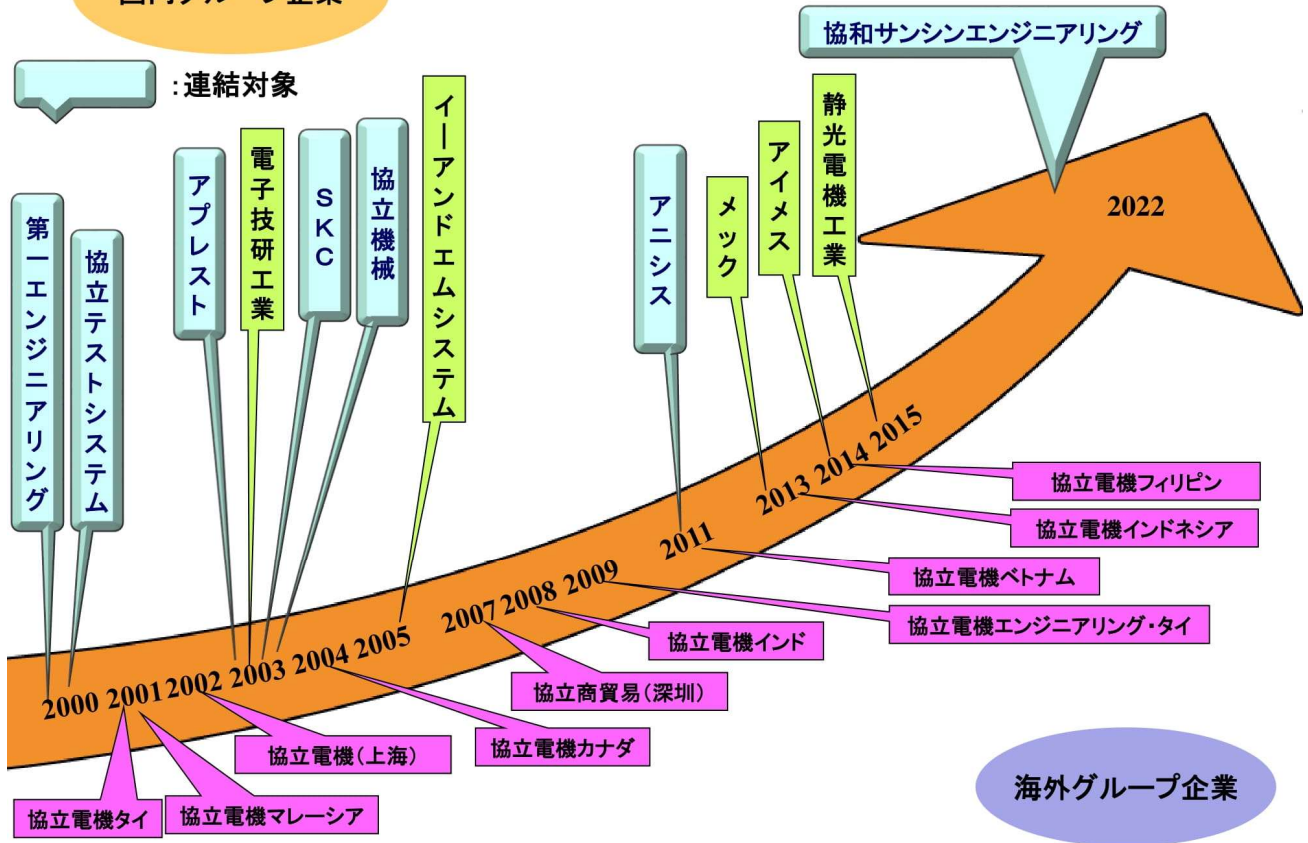 国内グループ企業
:連結対象
第一エンジニアリング
協立テストシステム
アプレスト
電子技研工業
SKC
協立機械
イーアンドエムシステム
アニシス
メック
アイメス
静光電機工業
協和サンシンエンジニアリング
2000
2001
2002
2003
2004
2005
2007
2008
2009
2011
2013
2014
2015
2022
協立電機タイ
協立電機マレーシア
協立電機(上海)
協立電機カナダ
協立商貿易(深圳)
協立電機インド
協立電機エンジニアリング・タイ
協立電機ベトナム
協立電機インドネシア
協立電機フィリピン
海外グループ企業